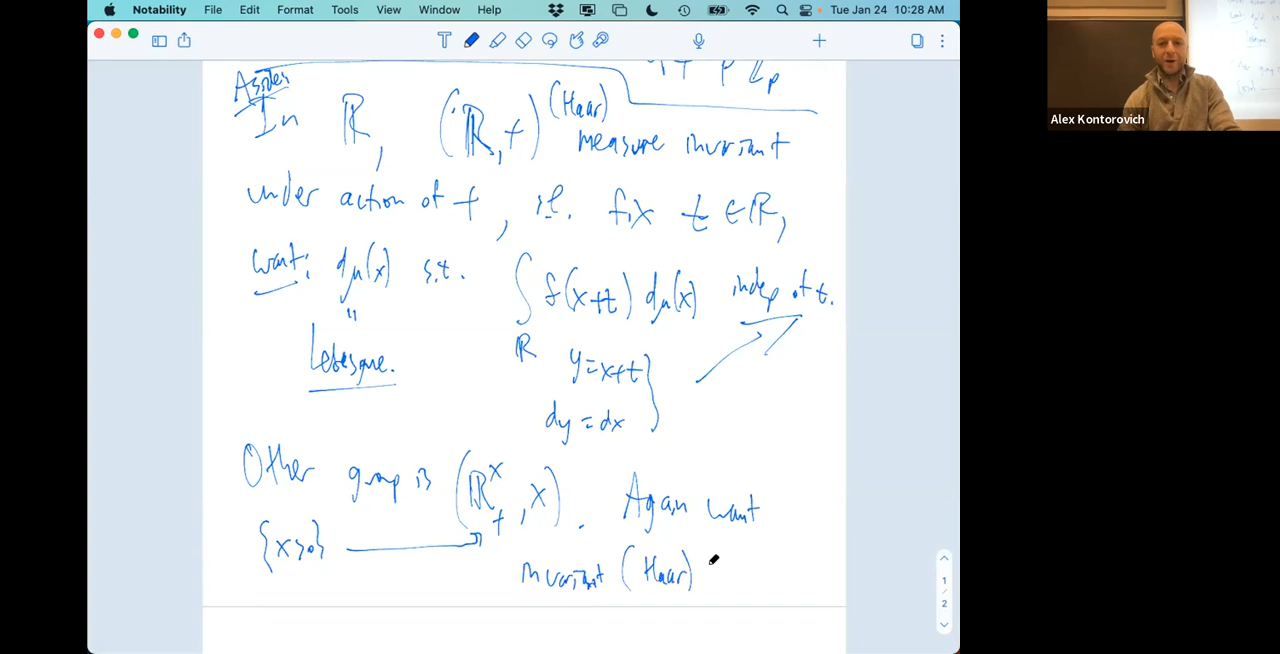 Notability File Edit Format Tools View Window Help Tue Jan 24 10:28 AM
Alex Kontorovich
Aside
In ℝ, (ℝ, +) (Haar) measure invariant
under action of +, i.e. fix t ∈ ℝ,
want: dμ(x) s.t. ∫ f(x+t) dμ(x) indep of t.
ℝ
"
Lebesgue.
y = x+t
dy = dx
Other group is (ℝ₊ˣ, ×). Again want
{x>0}
invariant (Haar)
1 / 2